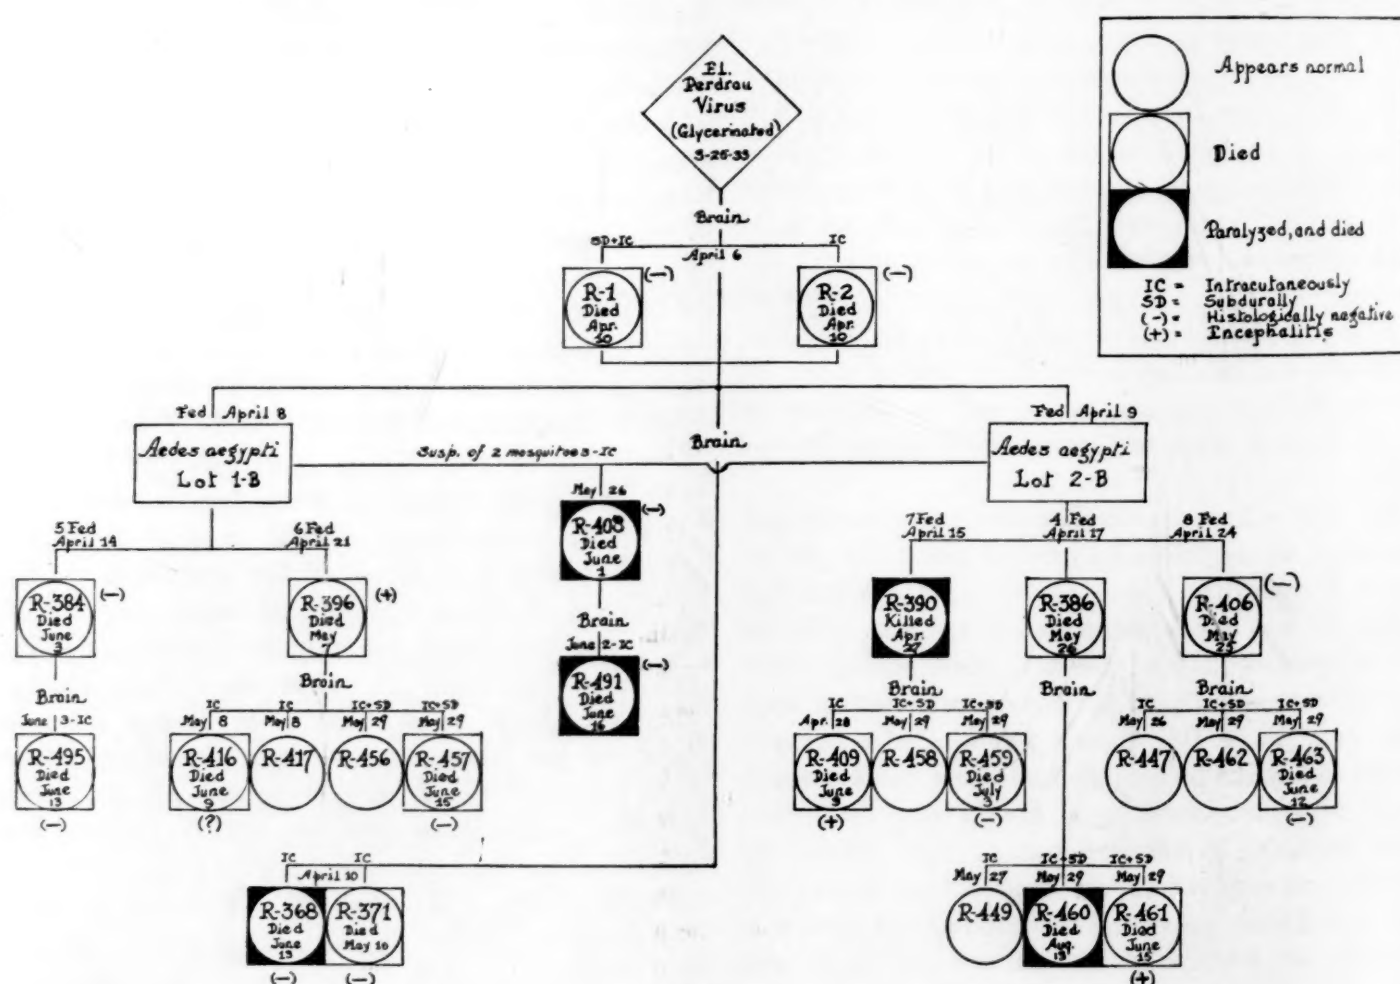 El.
Perdrau
Virus
(Glycerinated)
3-25-33
Appears normal
Died
Paralyzed, and died
IC = Intracutaneously
SD = Subdurally
(-) = Histologically negative
(+) = Encephalitis
Brain
SD+IC
IC
April 6
R-1
Died
Apr.
10
(-)
R-2
Died
Apr.
10
(-)
Fed April 8
Fed April 9
Aedes aegypti
Lot 1-B
Susp. of 2 mosquitoes-IC
Brain
Aedes aegypti
Lot 2-B
May 26
R-403
Died
June
1
(-)
Brain
June 2-IC
R-491
Died
June
14
(-)
5 Fed
April 14
6 Fed
April 21
7 Fed
April 15
4 Fed
April 17
8 Fed
April 24
R-384
Died
June
3
(-)
R-396
Died
May
7
(+)
R-390
Killed
Apr.
27
R-386
Died
May
26
R-406
Died
May
25
(-)
Brain
June 3-IC
R-495
Died
June
13
(-)
Brain
IC
May 8
IC
May 8
IC+SD
May 29
IC+SD
May 29
R-416
Died
June
9
(?)
R-417
R-456
R-457
Died
June
15
(-)
Brain
IC
Apr. 28
IC+SD
May 29
IC+SD
May 29
R-409
Died
June
9
(+)
R-458
R-459
Died
July
3
(-)
Brain
Brain
IC
May 26
IC+SD
May 29
IC+SD
May 29
R-447
R-462
R-463
Died
June
12
(-)
IC
IC
April 10
R-368
Died
June
13
(-)
R-371
Died
May 10
(-)
IC
May 27
IC+SD
May 29
IC+SD
May 29
R-449
R-460
Died
Aug.
13
R-461
Died
June
15
(+)